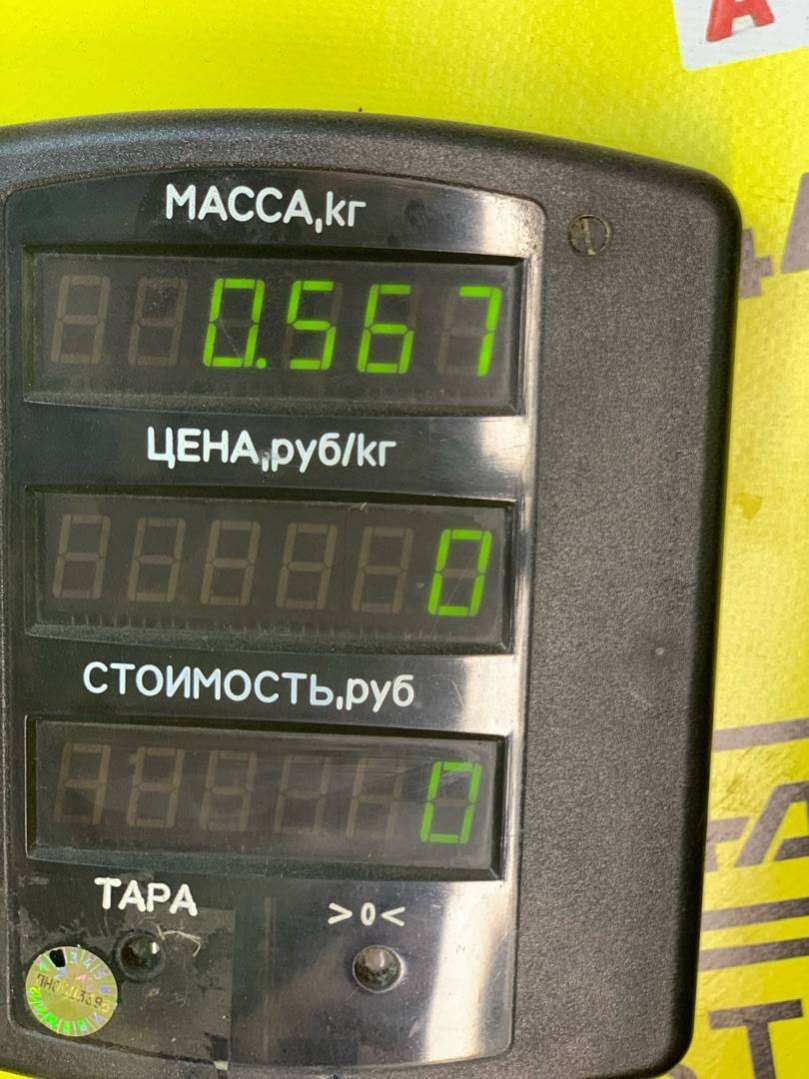 А
МАССА,кг
0.567
ЦЕНА,руб/кг
0
СТОИМОСТЬ,руб
0
ТАРА
>0<